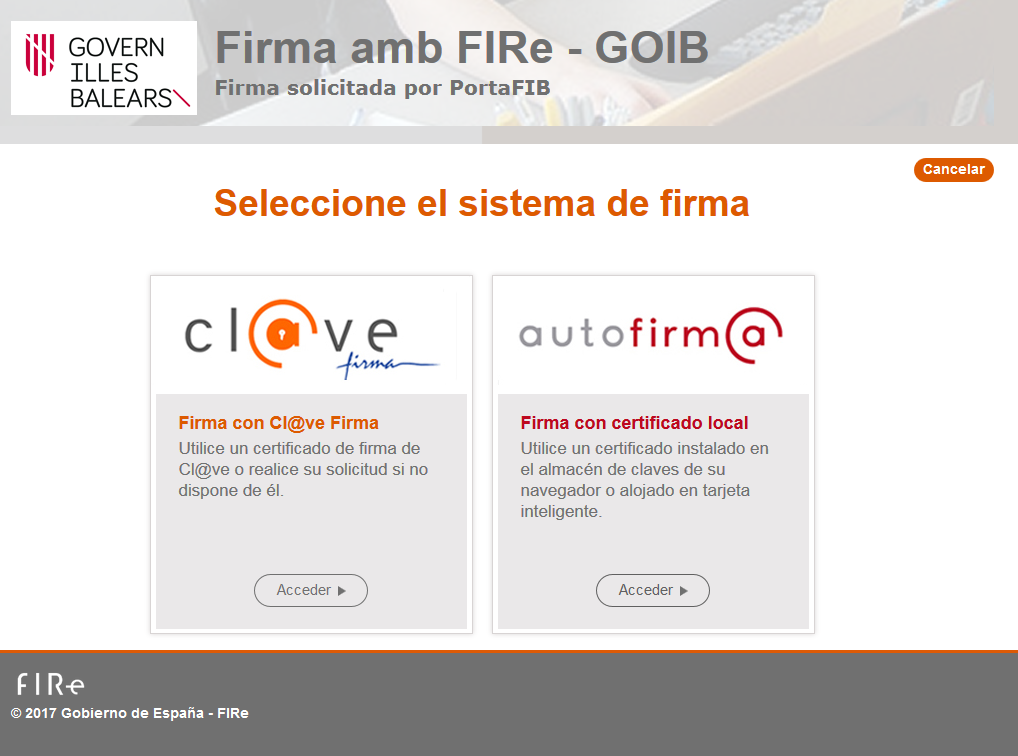 GOVERN
ILLES
BALEARS
Firma amb FIRe - GOIB
Firma solicitada por PortaFIB
Cancelar
Seleccione el sistema de firma
cl@ve
firma
Firma con Cl@ve Firma
Utilice un certificado de firma de
Cl@ve o realice su solicitud si no
dispone de él.
Acceder
autofirm@
Firma con certificado local
Utilice un certificado instalado en
el almacén de claves de su
navegador o alojado en tarjeta
inteligente.
Acceder
FIRe
© 2017 Gobierno de España - FIRe